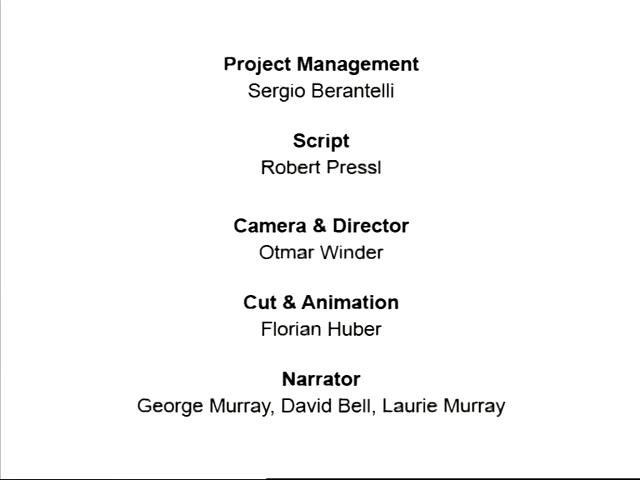 Project Management
Sergio Berantelli
Script
Robert Pressl
Camera & Director
Otmar Winder
Cut & Animation
Florian Huber
Narrator
George Murray, David Bell, Laurie Murray